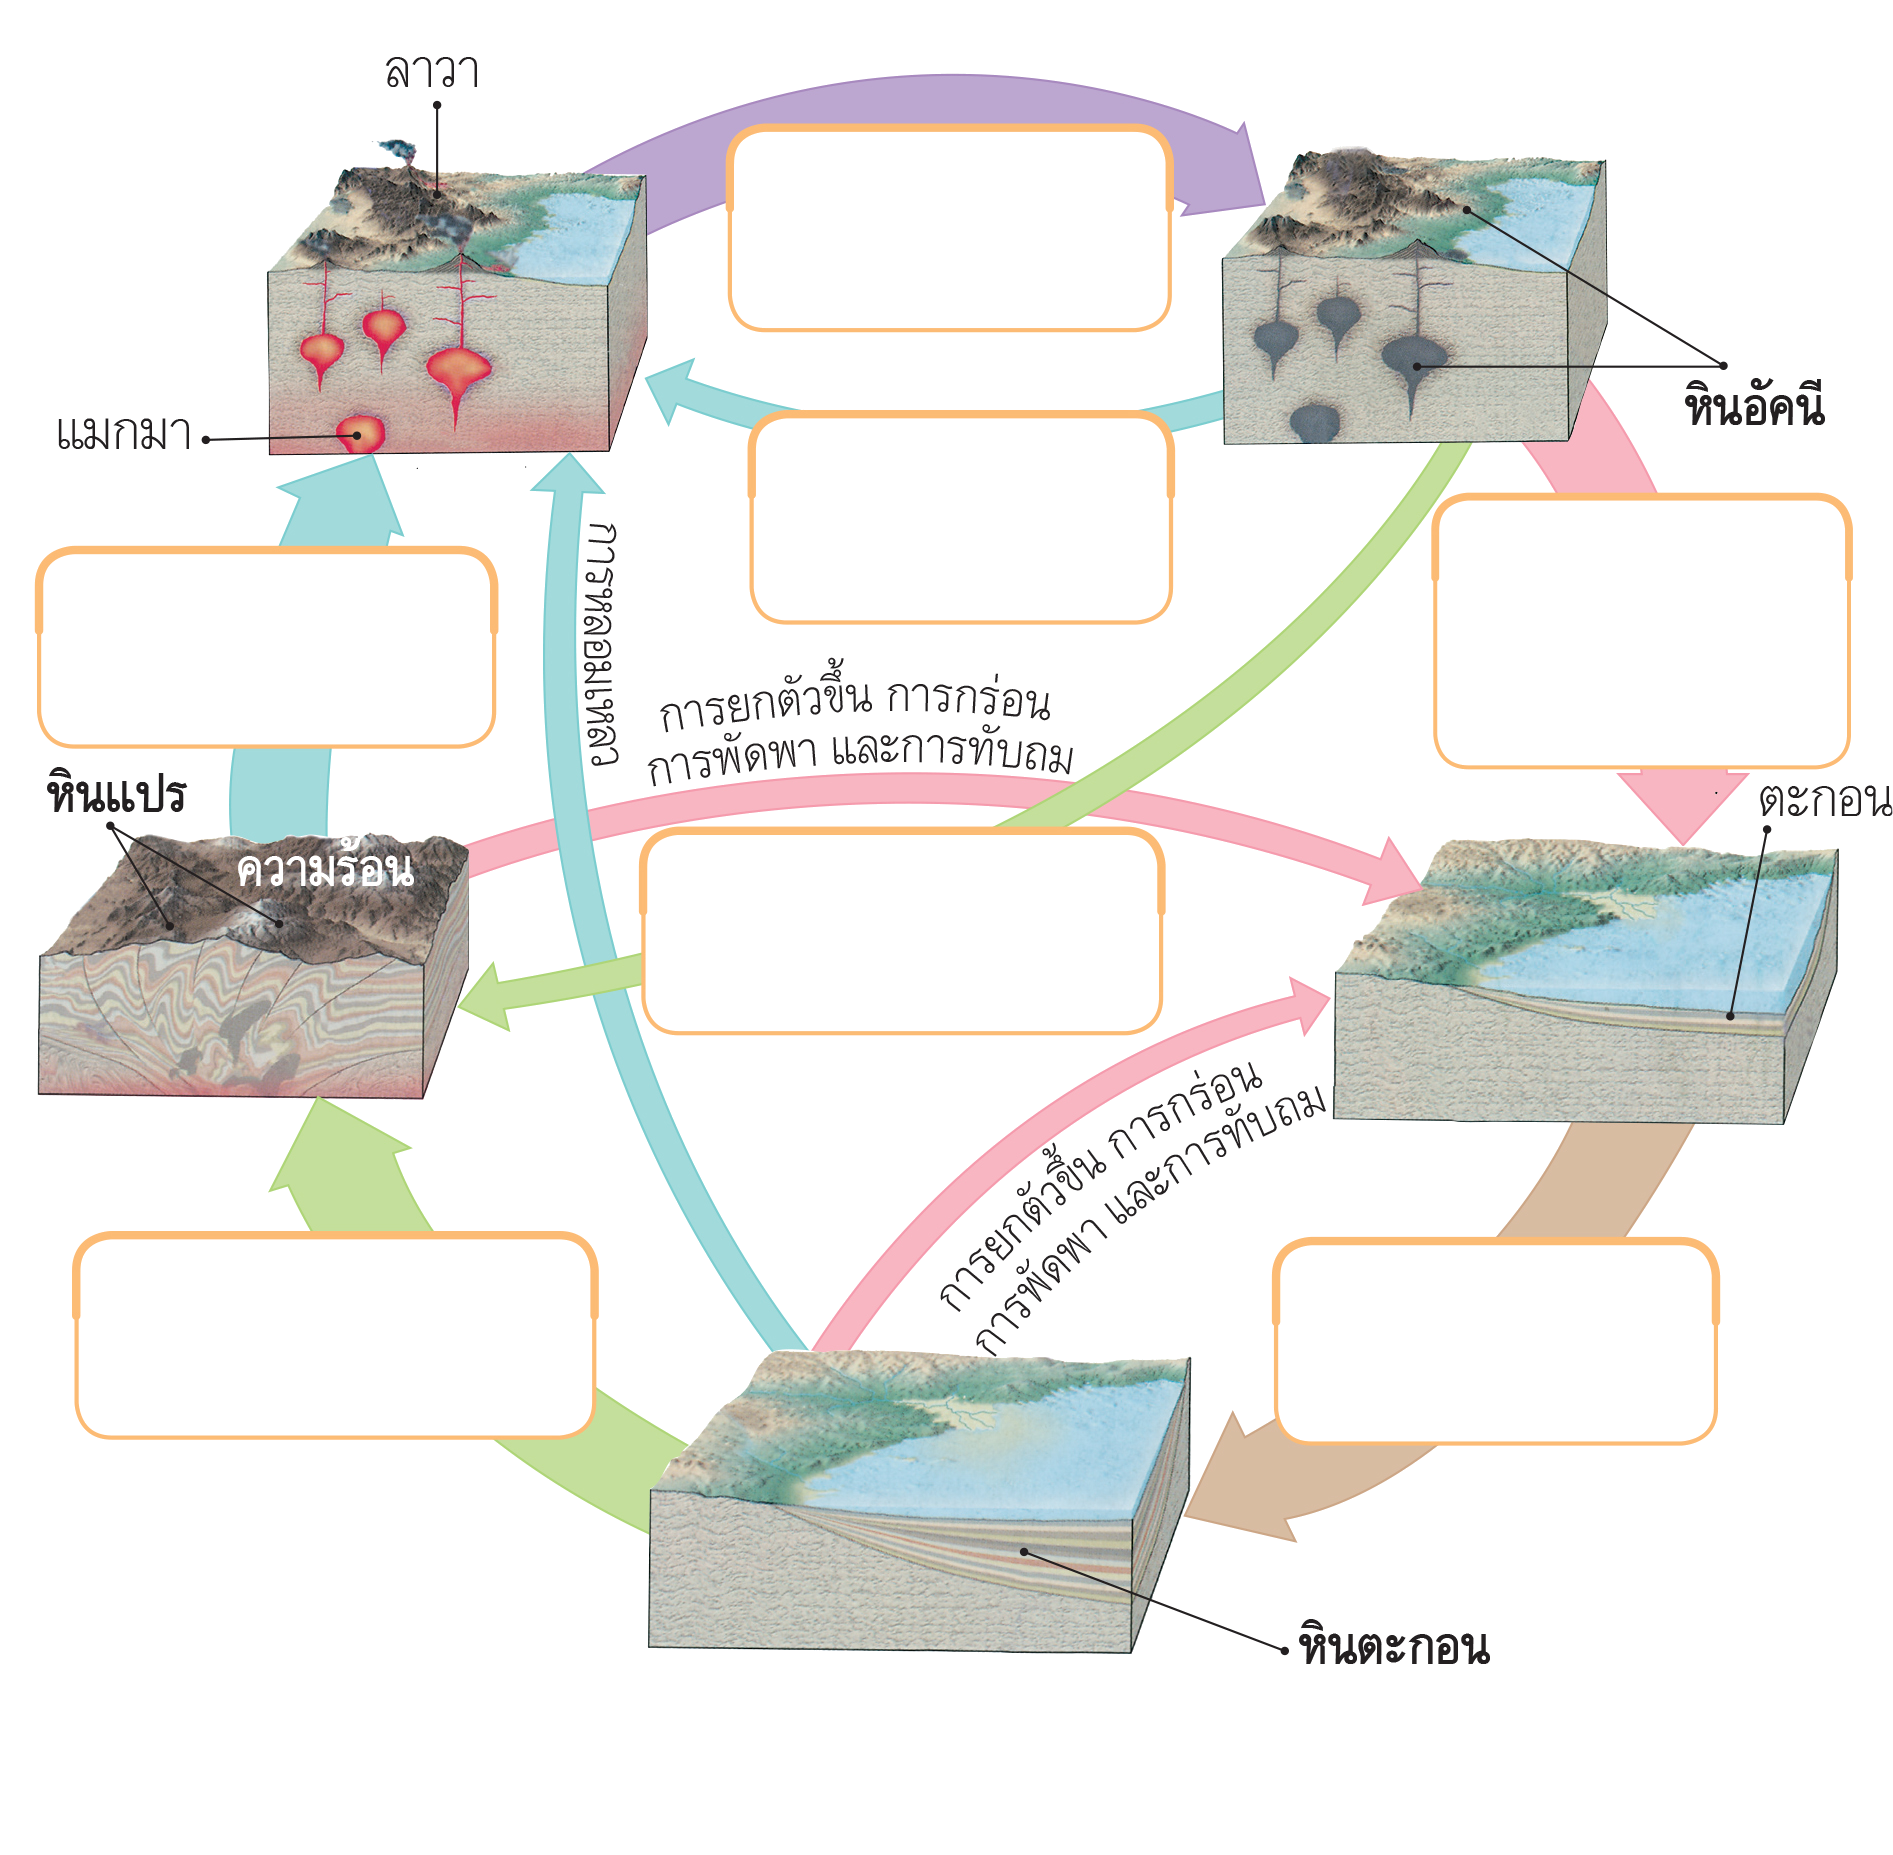 ลาวา
หินอัคนี
แมกมา
การหลอมเหลว
การยกตัวขึ้น การกร่อน
การพัดพา และการทับถม
หินแปร
ตะกอน
ความร้อน
การยกตัวขึ้น การกร่อน
การพัดพา และการทับถม
หินตะกอน